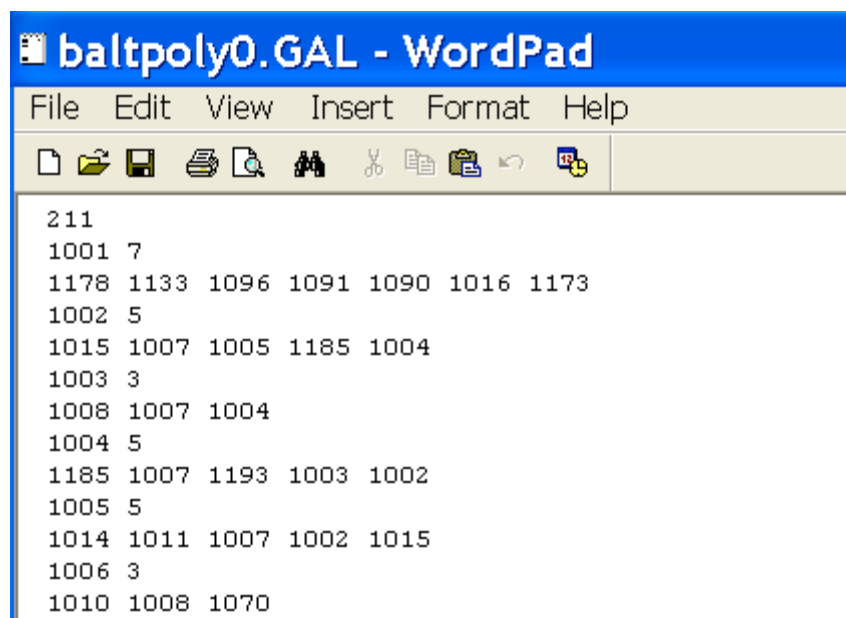 baltpoly0.GAL - WordPad
File Edit View Insert Format Help
211
1001 7
1178 1133 1096 1091 1090 1016 1173
1002 5
1015 1007 1005 1185 1004
1003 3
1008 1007 1004
1004 5
1185 1007 1193 1003 1002
1005 5
1014 1011 1007 1002 1015
1006 3
1010 1008 1070